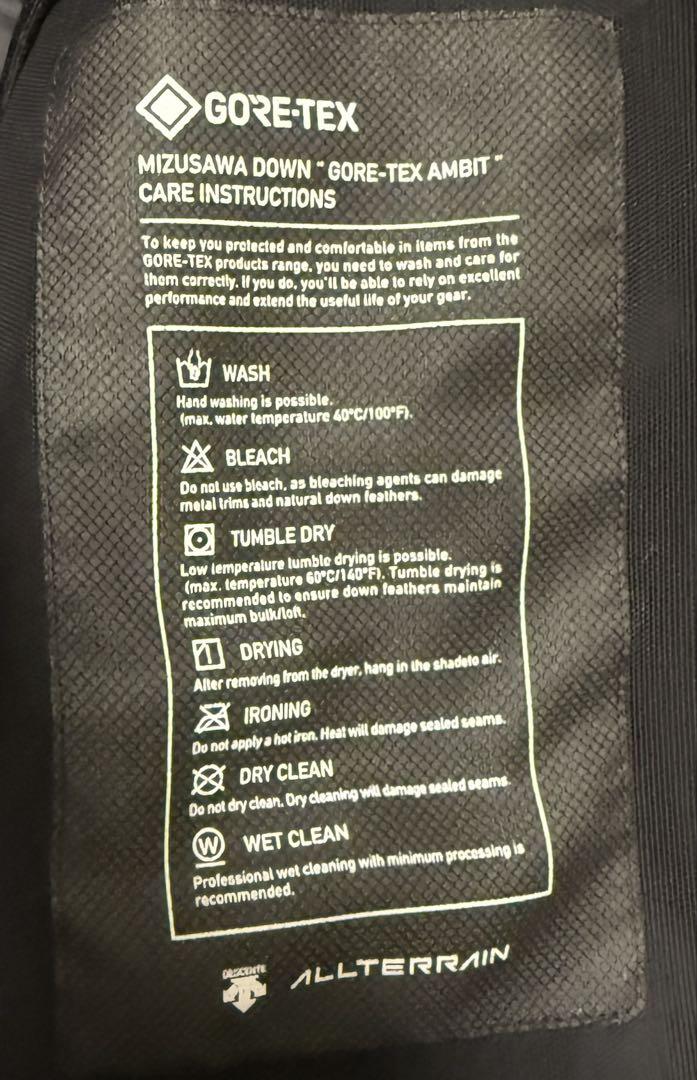 GORE-TEX
MIZUSAWA DOWN "GORE-TEX AMBIT"
CARE INSTRUCTIONS
To keep you protected and comfortable in items from the
GORE-TEX products range, you need to wash and care for
them correctly. If you do, you'll be able to rely on excellent
performance and extend the useful life of your gear.
WASH
Hand washing is possible.
(max. water temperature 40°C/100°F).
BLEACH
Do not use bleach, as bleaching agents can damage
metal trims and natural down feathers.
TUMBLE DRY
Low temperature tumble drying is possible.
(max. temperature 60°C/140°F). Tumble drying is
recommended to ensure down feathers maintain
maximum bulk/loft.
DRYING
After removing from the dryer, hang in the shadeto air.
IRONING
Do not apply a hot iron. Heat will damage sealed seams.
DRY CLEAN
Do not dry clean. Dry cleaning will damage sealed seams.
W WET CLEAN
Professional wet cleaning with minimum processing is
recommended.
DESCENTE ALLTERRAIN